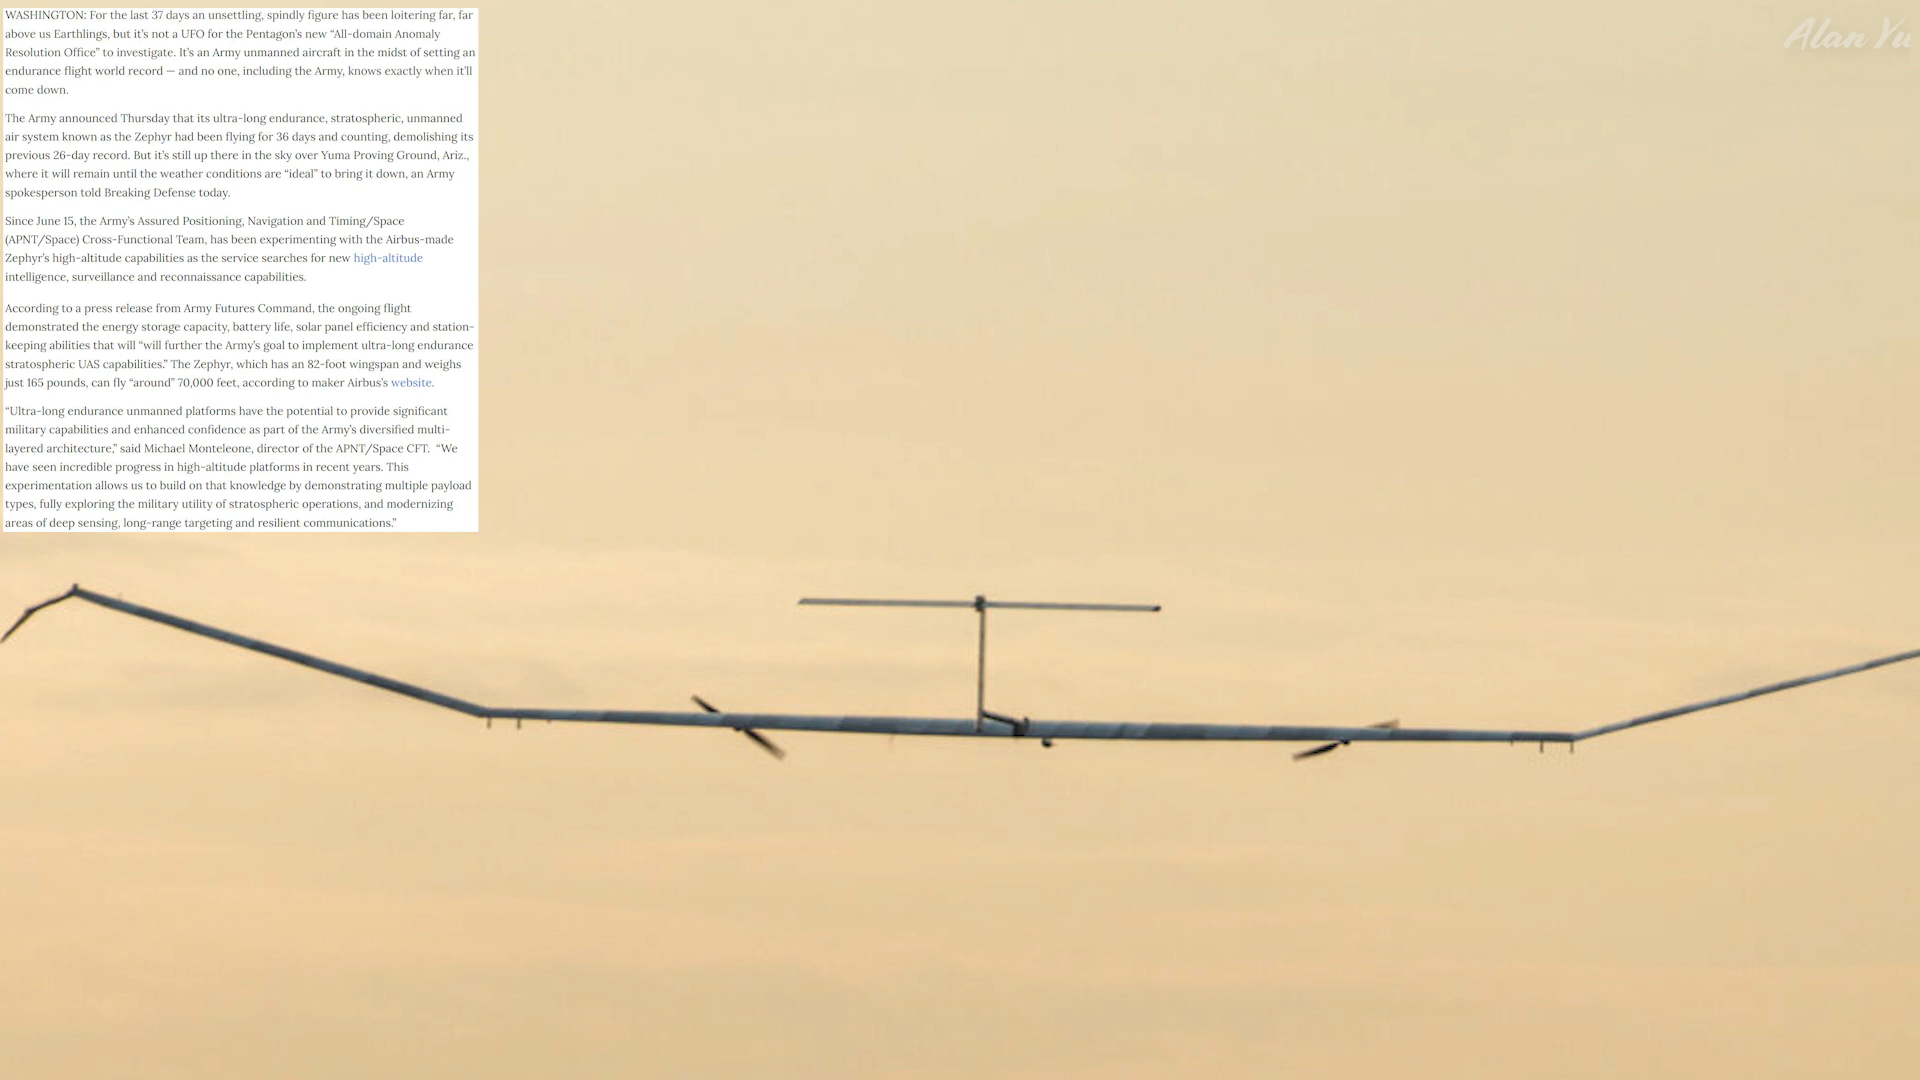 WASHINGTON: For the last 37 days an unsettling, spindly figure has been loitering far, far
above us Earthlings, but it’s not a UFO for the Pentagon’s new “All-domain Anomaly
Resolution Office” to investigate. It’s an Army unmanned aircraft in the midst of setting an
endurance flight world record — and no one, including the Army, knows exactly when it’ll
come down.
The Army announced Thursday that its ultra-long endurance, stratospheric, unmanned
air system known as the Zephyr had been flying for 36 days and counting, demolishing its
previous 26-day record. But it’s still up there in the sky over Yuma Proving Ground, Ariz.,
where it will remain until the weather conditions are “ideal” to bring it down, an Army
spokesperson told Breaking Defense today.
Since June 15, the Army’s Assured Positioning, Navigation and Timing/Space
(APNT/Space) Cross-Functional Team, has been experimenting with the Airbus-made
Zephyr’s high-altitude capabilities as the service searches for new high-altitude
intelligence, surveillance and reconnaissance capabilities.
According to a press release from Army Futures Command, the ongoing flight
demonstrated the energy storage capacity, battery life, solar panel efficiency and station-
keeping abilities that will “will further the Army’s goal to implement ultra-long endurance
stratospheric UAS capabilities.” The Zephyr, which has an 82-foot wingspan and weighs
just 165 pounds, can fly “around” 70,000 feet, according to maker Airbus’s website.
“Ultra-long endurance unmanned platforms have the potential to provide significant
military capabilities and enhanced confidence as part of the Army’s diversified multi-
layered architecture,” said Michael Monteleone, director of the APNT/Space CFT.  “We
have seen incredible progress in high-altitude platforms in recent years. This
experimentation allows us to build on that knowledge by demonstrating multiple payload
types, fully exploring the military utility of stratospheric operations, and modernizing
areas of deep sensing, long-range targeting and resilient communications.”
Alan Yu